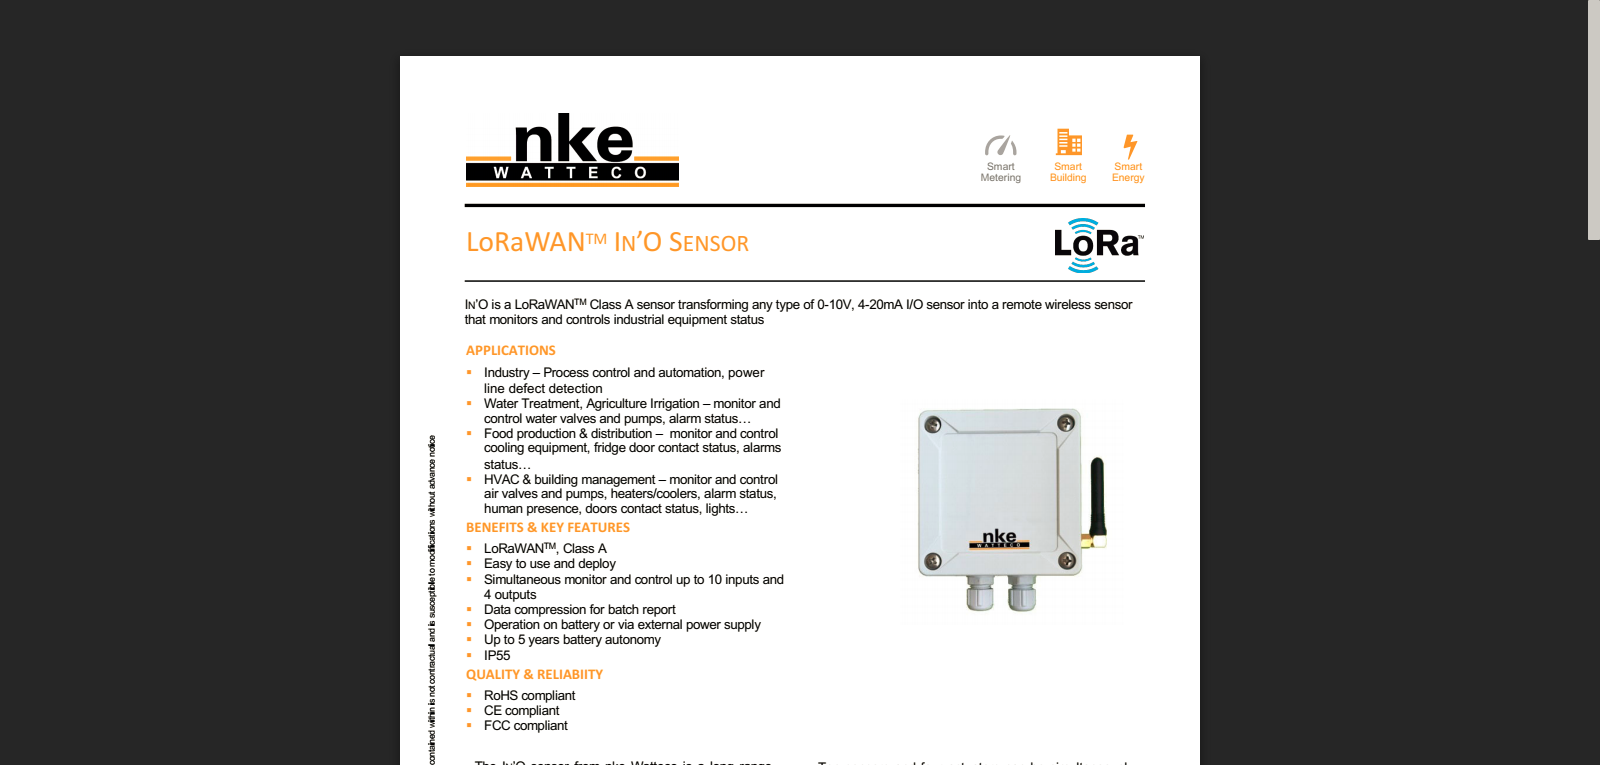 nke
WATTECO
Smart Metering
Smart Building
Smart Energy
LoRaWAN™ IN'O SENSOR
LoRa™
IN'O is a LoRaWAN™ Class A sensor transforming any type of 0-10V, 4-20mA I/O sensor into a remote wireless sensor
that monitors and controls industrial equipment status
APPLICATIONS
▪ Industry – Process control and automation, power
line defect detection
▪ Water Treatment, Agriculture Irrigation – monitor and
control water valves and pumps, alarm status…
▪ Food production & distribution – monitor and control
cooling equipment, fridge door contact status, alarms
status…
▪ HVAC & building management – monitor and control
air valves and pumps, heaters/coolers, alarm status,
human presence, doors contact status, lights…
BENEFITS & KEY FEATURES
▪ LoRaWAN™, Class A
▪ Easy to use and deploy
▪ Simultaneous monitor and control up to 10 inputs and
4 outputs
▪ Data compression for batch report
▪ Operation on battery or via external power supply
▪ Up to 5 years battery autonomy
▪ IP55
QUALITY & RELIABIITY
▪ RoHS compliant
▪ CE compliant
▪ FCC compliant
nke
WATTECO
contained within is not contractual and is susceptible to modifications without advance notice
sensor from nke Watteco is a long range